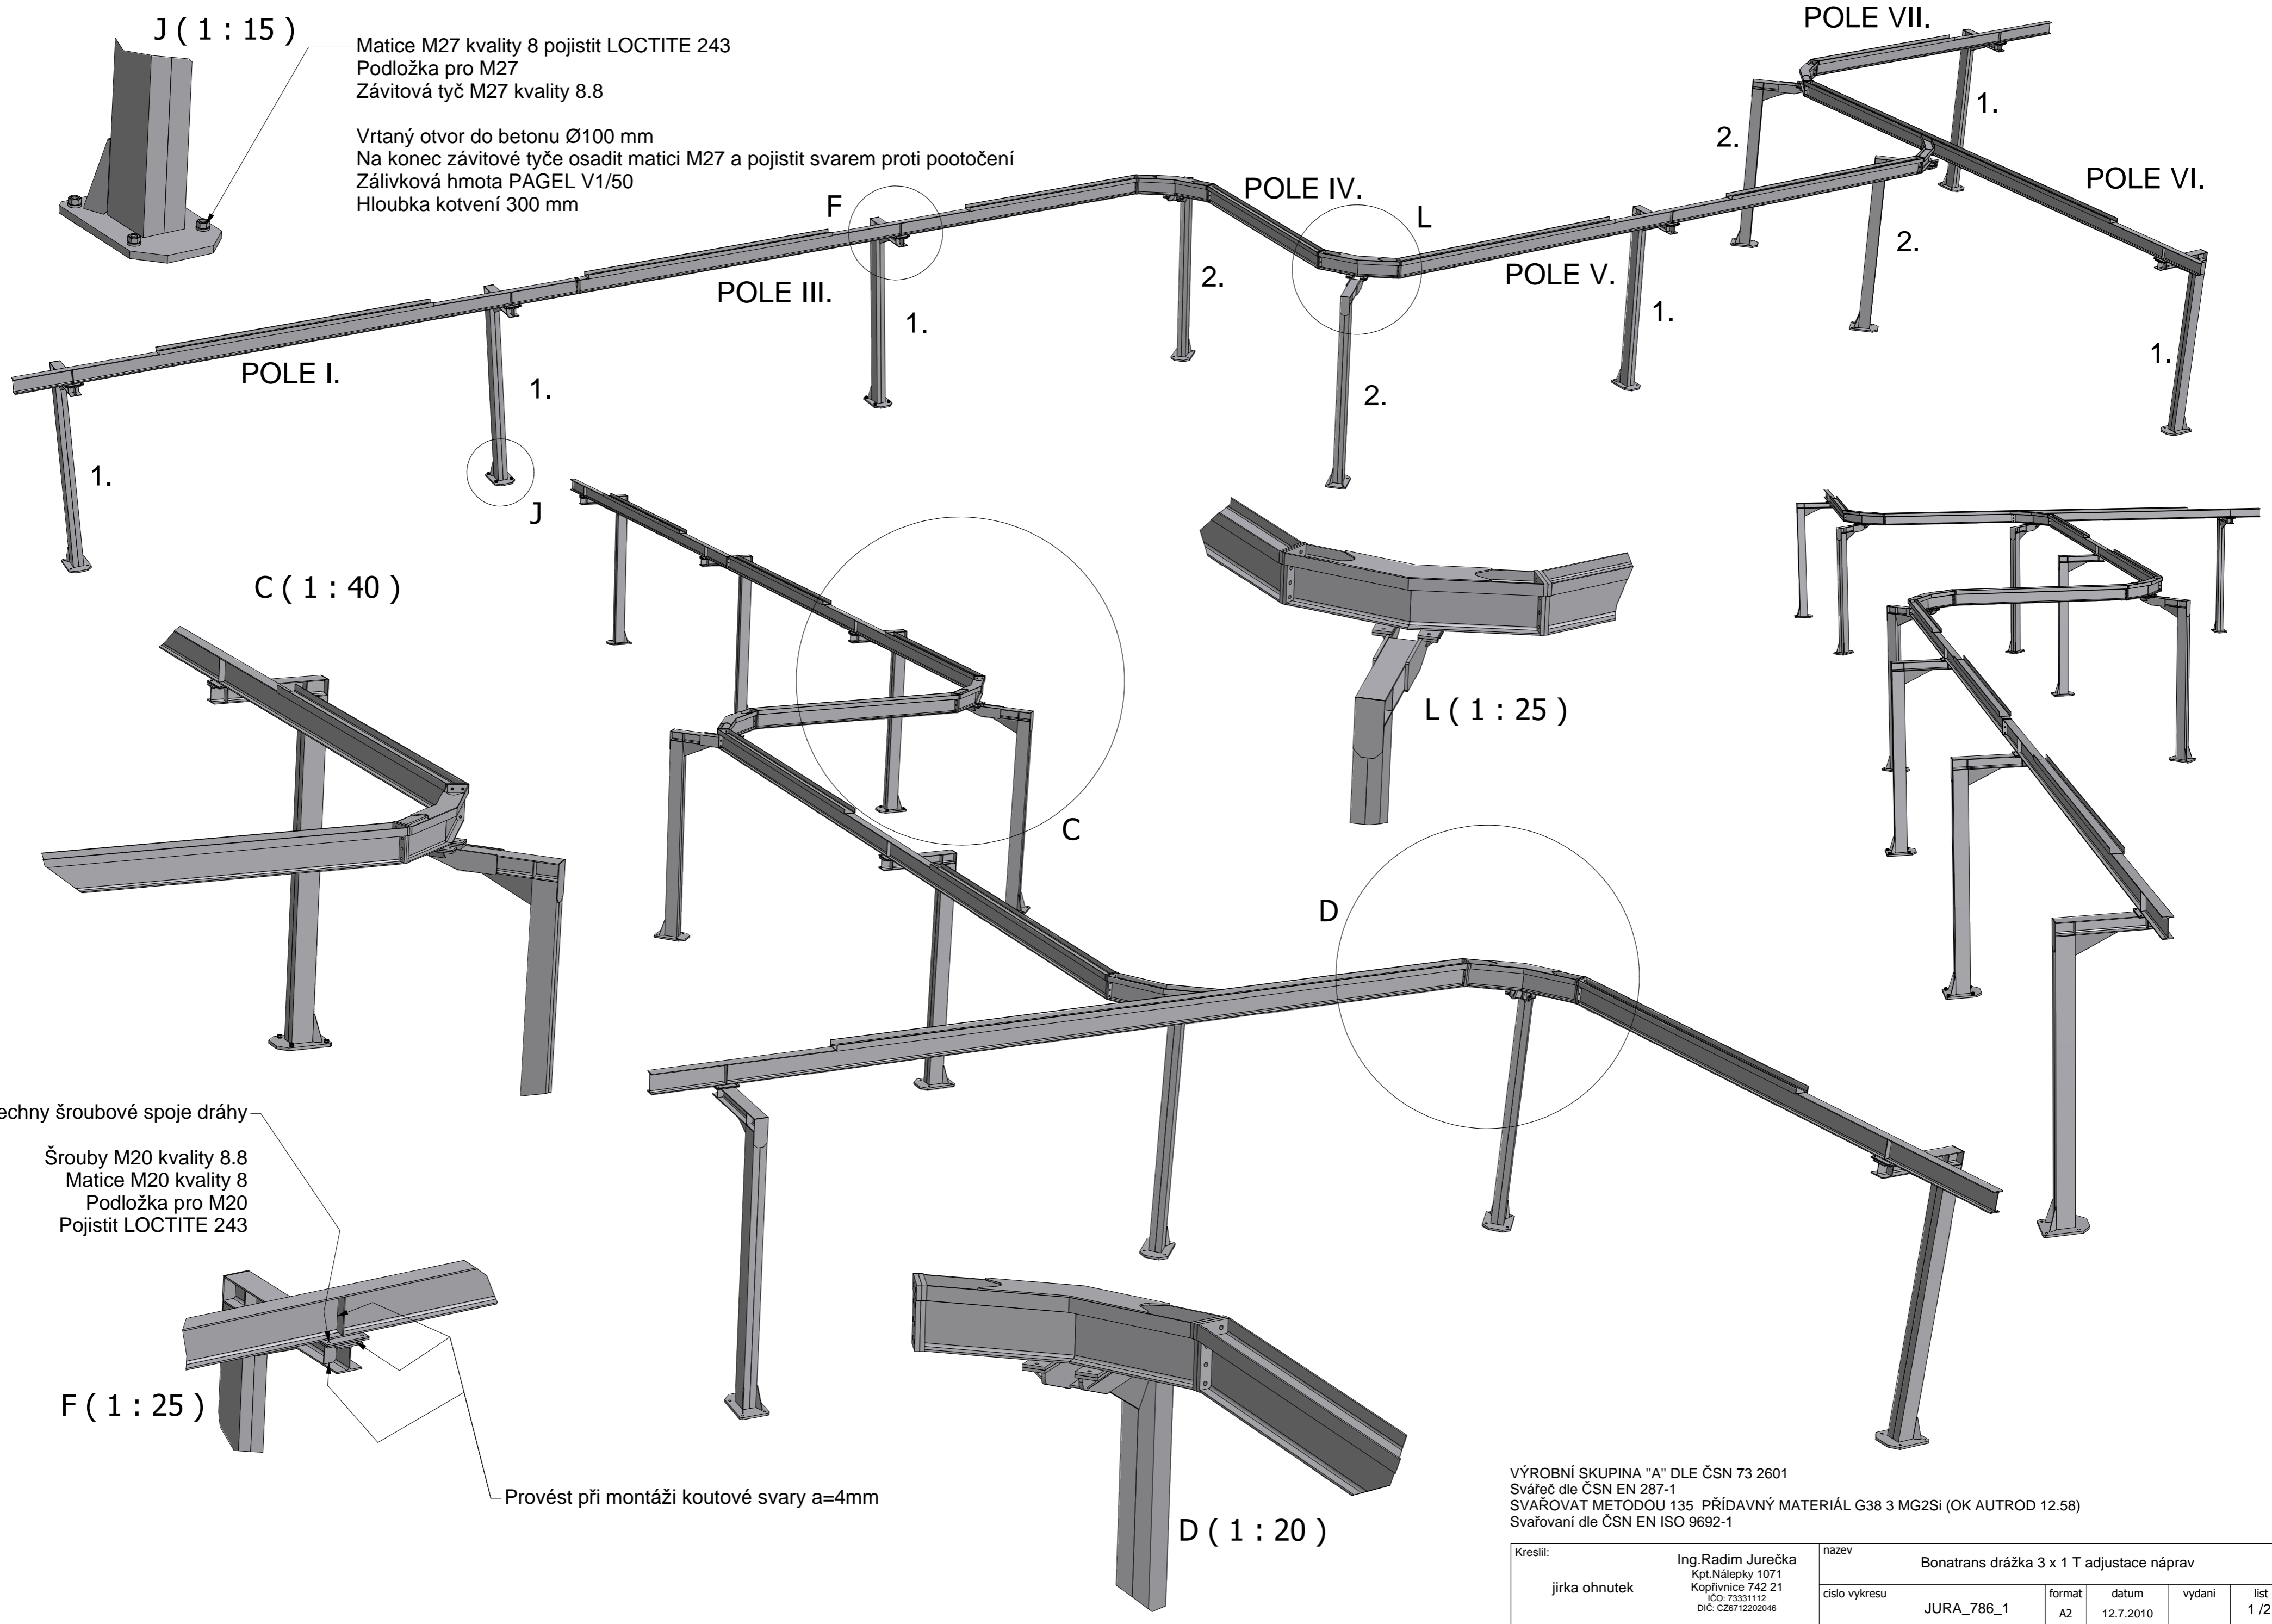 J ( 1 : 15 )
Matice M27 kvality 8 pojistit LOCTITE 243
Podložka pro M27
Závitová tyč M27 kvality 8.8
Vrtaný otvor do betonu Ø100 mm
Na konec závitové tyče osadit matici M27 a pojistit svarem proti pootočení
Zálivková hmota PAGEL V1/50
Hloubka kotvení 300 mm
POLE VII.
1.
2.
POLE VI.
POLE IV.
F
L
2.
2.
POLE V.
POLE III.
1.
1.
1.
POLE I.
1.
2.
1.
J
C ( 1 : 40 )
L ( 1 : 25 )
C
D
echny šroubové spoje dráhy
Šrouby M20 kvality 8.8
Matice M20 kvality 8
Podložka pro M20
Pojistit LOCTITE 243
F ( 1 : 25 )
Provést při montáži koutové svary a=4mm
D ( 1 : 20 )
VÝROBNÍ SKUPINA "A" DLE ČSN 73 2601
Svářeč dle ČSN EN 287-1
SVAŘOVAT METODOU 135 PŘÍDAVNÝ MATERIÁL G38 3 MG2Si (OK AUTROD 12.58)
Svařovaní dle ČSN EN ISO 9692-1
Kreslil:
jirka ohnutek
Ing.Radim Jurečka
Kpt.Nálepky 1071
Kopřivnice 742 21
IČO: 73331112
DIČ: CZ6712202046
nazev
Bonatrans drážka 3 x 1 T adjustace náprav
cislo vykresu
JURA_786_1
format
A2
datum
12.7.2010
vydani
list
1 /2